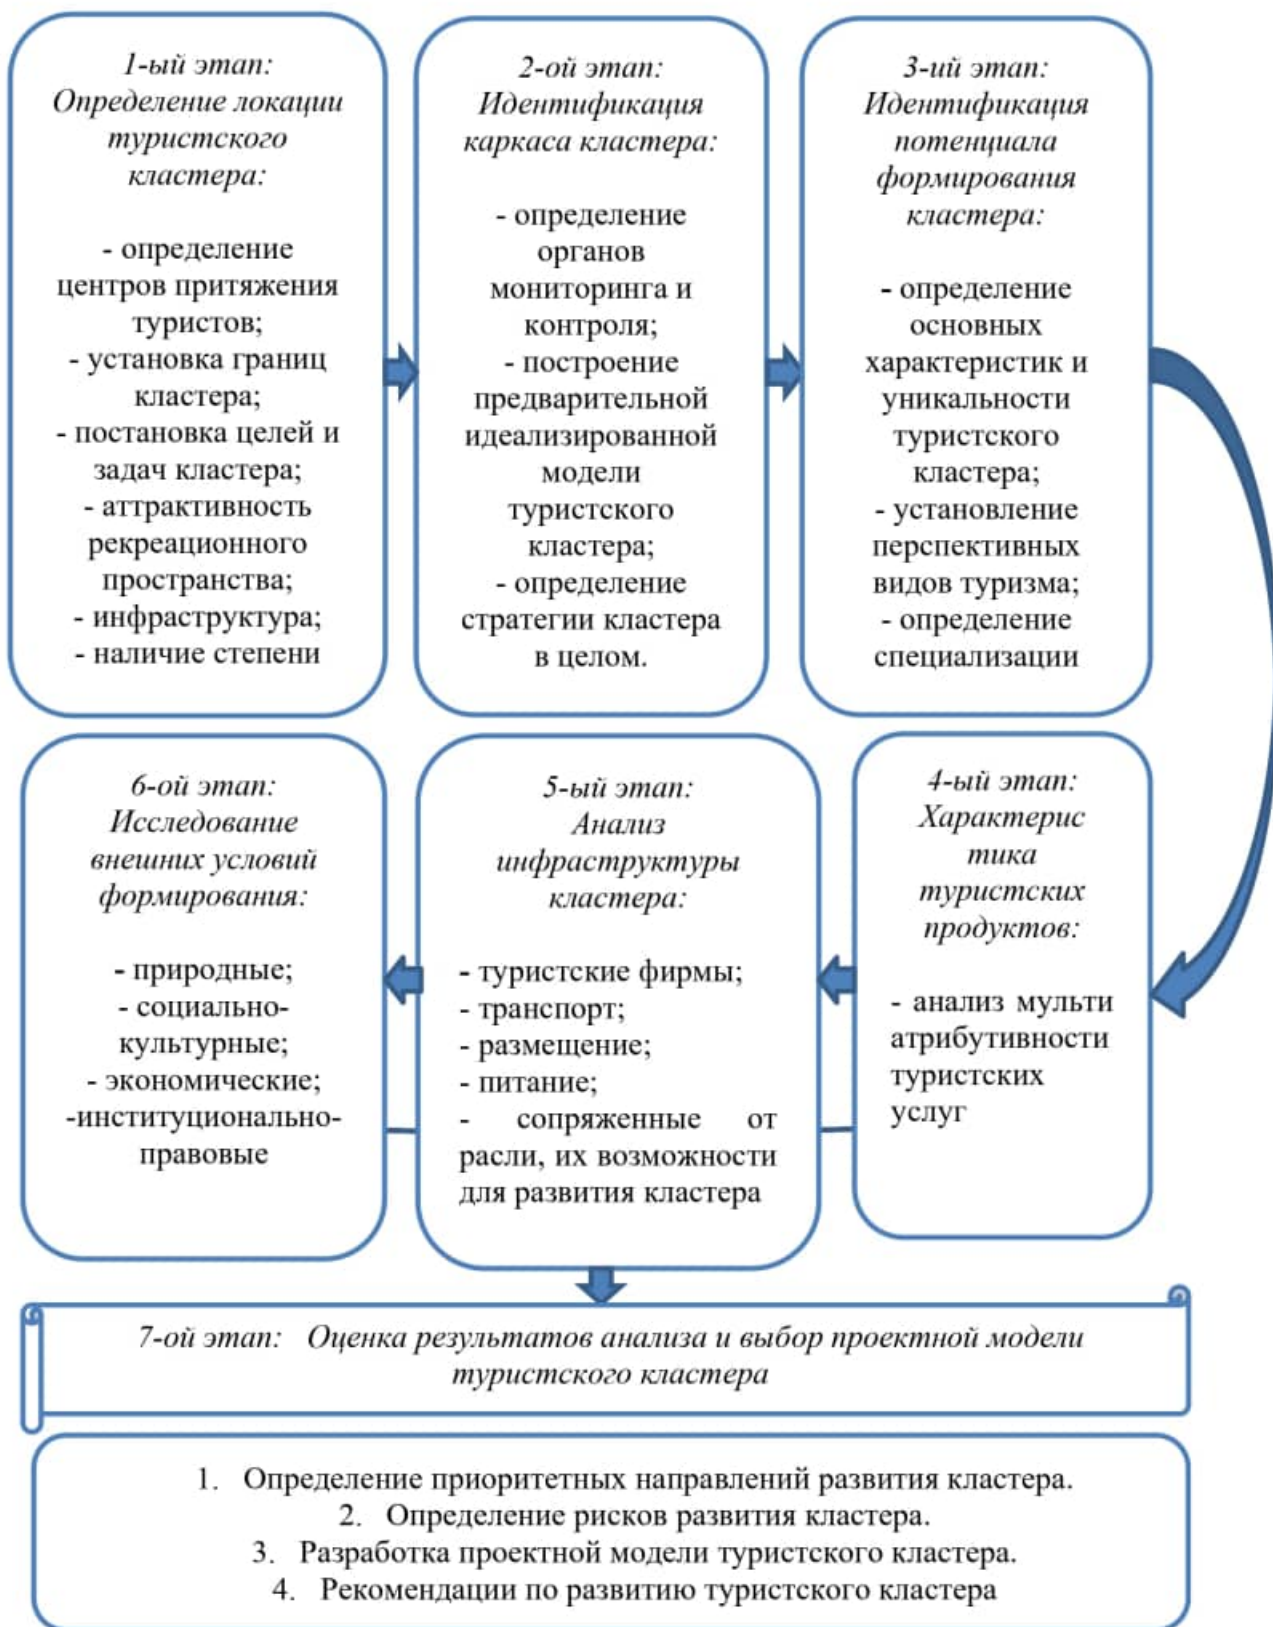 1-ый этап:
Определение локации
туристского
кластера:
- определение
центров притяжения
туристов;
- установка границ
кластера;
- постановка целей и
задач кластера;
- аттрактивность
рекреационного
пространства;
- инфраструктура;
- наличие степени
2-ой этап:
Идентификация
каркаса кластера:
- определение
органов
мониторинга и
контроля;
- построение
предварительной
идеализированной
модели
туристского
кластера;
- определение
стратегии кластера
в целом.
3-ий этап:
Идентификация
потенциала
формирования
кластера:
- определение
основных
характеристик и
уникальности
туристского
кластера;
- установление
перспективных
видов туризма;
- определение
специализации
4-ый этап:
Характерис
тика
туристских
продуктов:
- анализ мульти
атрибутивности
туристских
услуг
5-ый этап:
Анализ
инфраструктуры
кластера:
- туристские фирмы;
- транспорт;
- размещение;
- питание;
- сопряженные от
расли, их возможности
для развития кластера
6-ой этап:
Исследование
внешних условий
формирования:
- природные;
- социально-
культурные;
- экономические;
-институционально-
правовые
7-ой этап: Оценка результатов анализа и выбор проектной модели
туристского кластера
1. Определение приоритетных направлений развития кластера.
2. Определение рисков развития кластера.
3. Разработка проектной модели туристского кластера.
4. Рекомендации по развитию туристского кластера